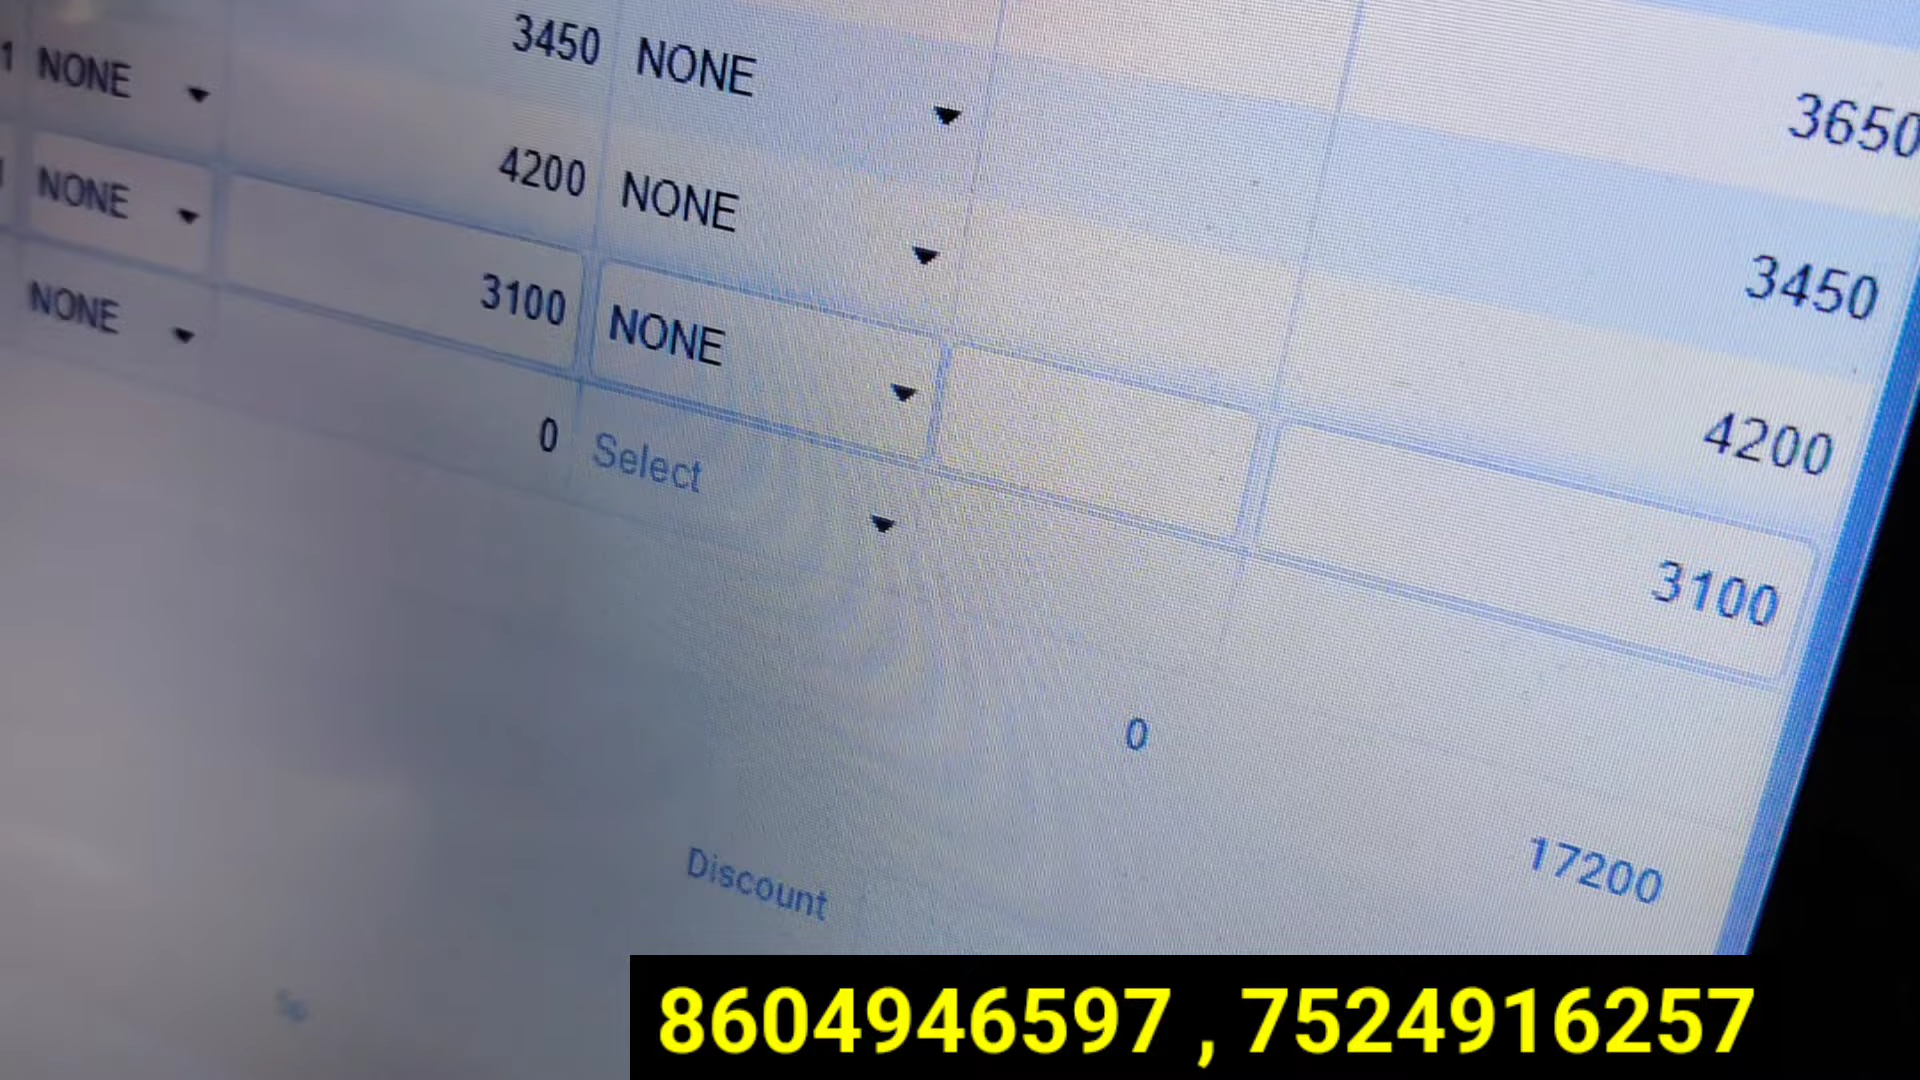 3650
1 NONE 3450 NONE 3450
NONE 4200 NONE 4200
NONE 3100 NONE 3100
0 Select
0
17200
Discount
8604946597 , 7524916257